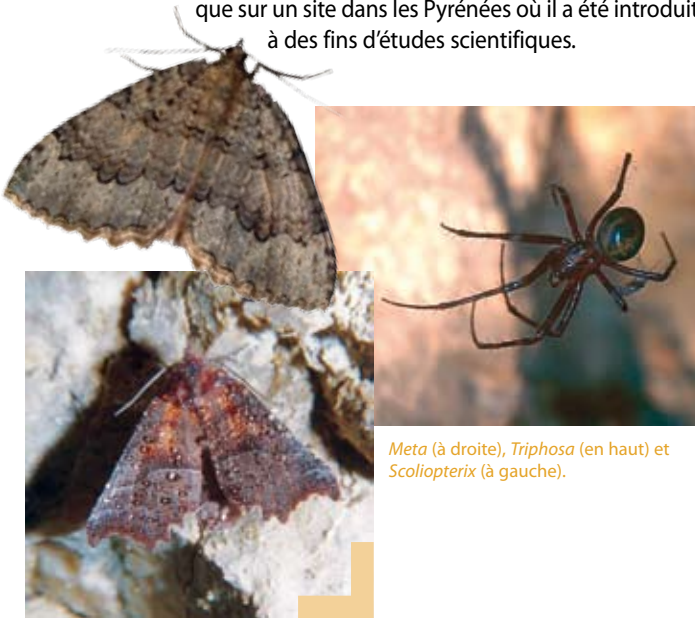 que sur un site dans les Pyrénées où il a été introduit
à des fins d’études scientifiques.
Meta (à droite), Triphosa (en haut) et
Scoliopterix (à gauche).